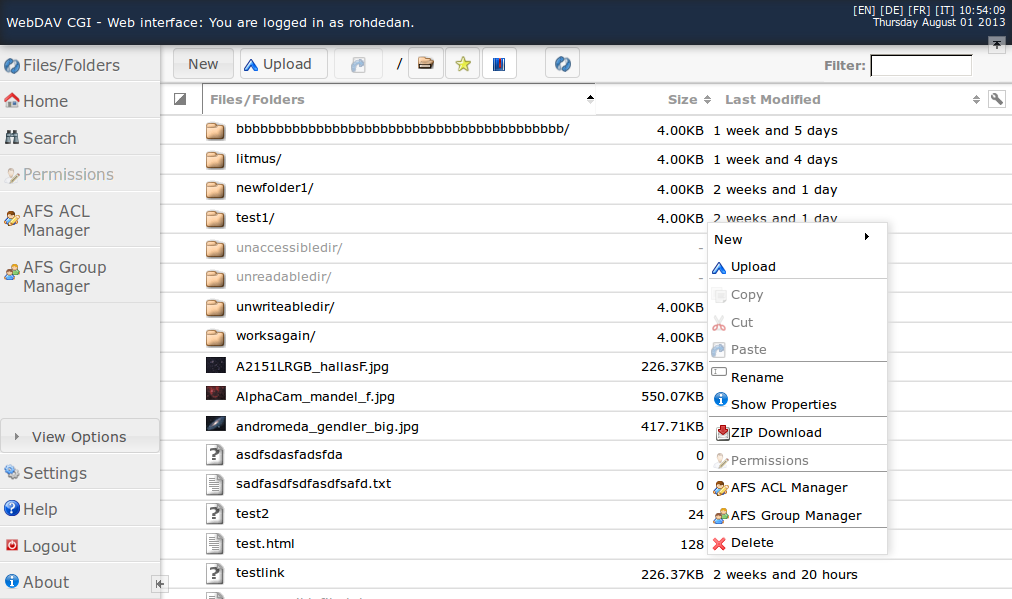 [EN] [DE] [FR] [IT] 10:54:09
WebDAV CGI - Web interface: You are logged in as rohdedan.
Thursday August 01 2013
Files/Folders
Home
Search
Permissions
AFS ACL
Manager
AFS Group
Manager
View Options
Settings
Help
Logout
About
New Upload / Filter:
Files/Folders Size Last Modified
bbbbbbbbbbbbbbbbbbbbbbbbbbbbbbbbbbbbbbbbb/ 4.00KB 1 week and 5 days
litmus/ 4.00KB 1 week and 4 days
newfolder1/ 4.00KB 2 weeks and 1 day
test1/ 4.00KB 2 weeks and 1 day
unaccessibledir/ -
unreadabledir/ -
unwriteabledir/ 4.00KB
worksagain/ 4.00KB
A2151LRGB_hallasF.jpg 226.37KB
AlphaCam_mandel_f.jpg 550.07KB
andromeda_gendler_big.jpg 417.71KB
asdfsdasfadsfda 0
sadfasdfsdfasdfsafd.txt 0
test2 24
test.html 128
testlink 226.37KB 2 weeks and 20 hours
New
Upload
Copy
Cut
Paste
Rename
Show Properties
ZIP Download
Permissions
AFS ACL Manager
AFS Group Manager
Delete